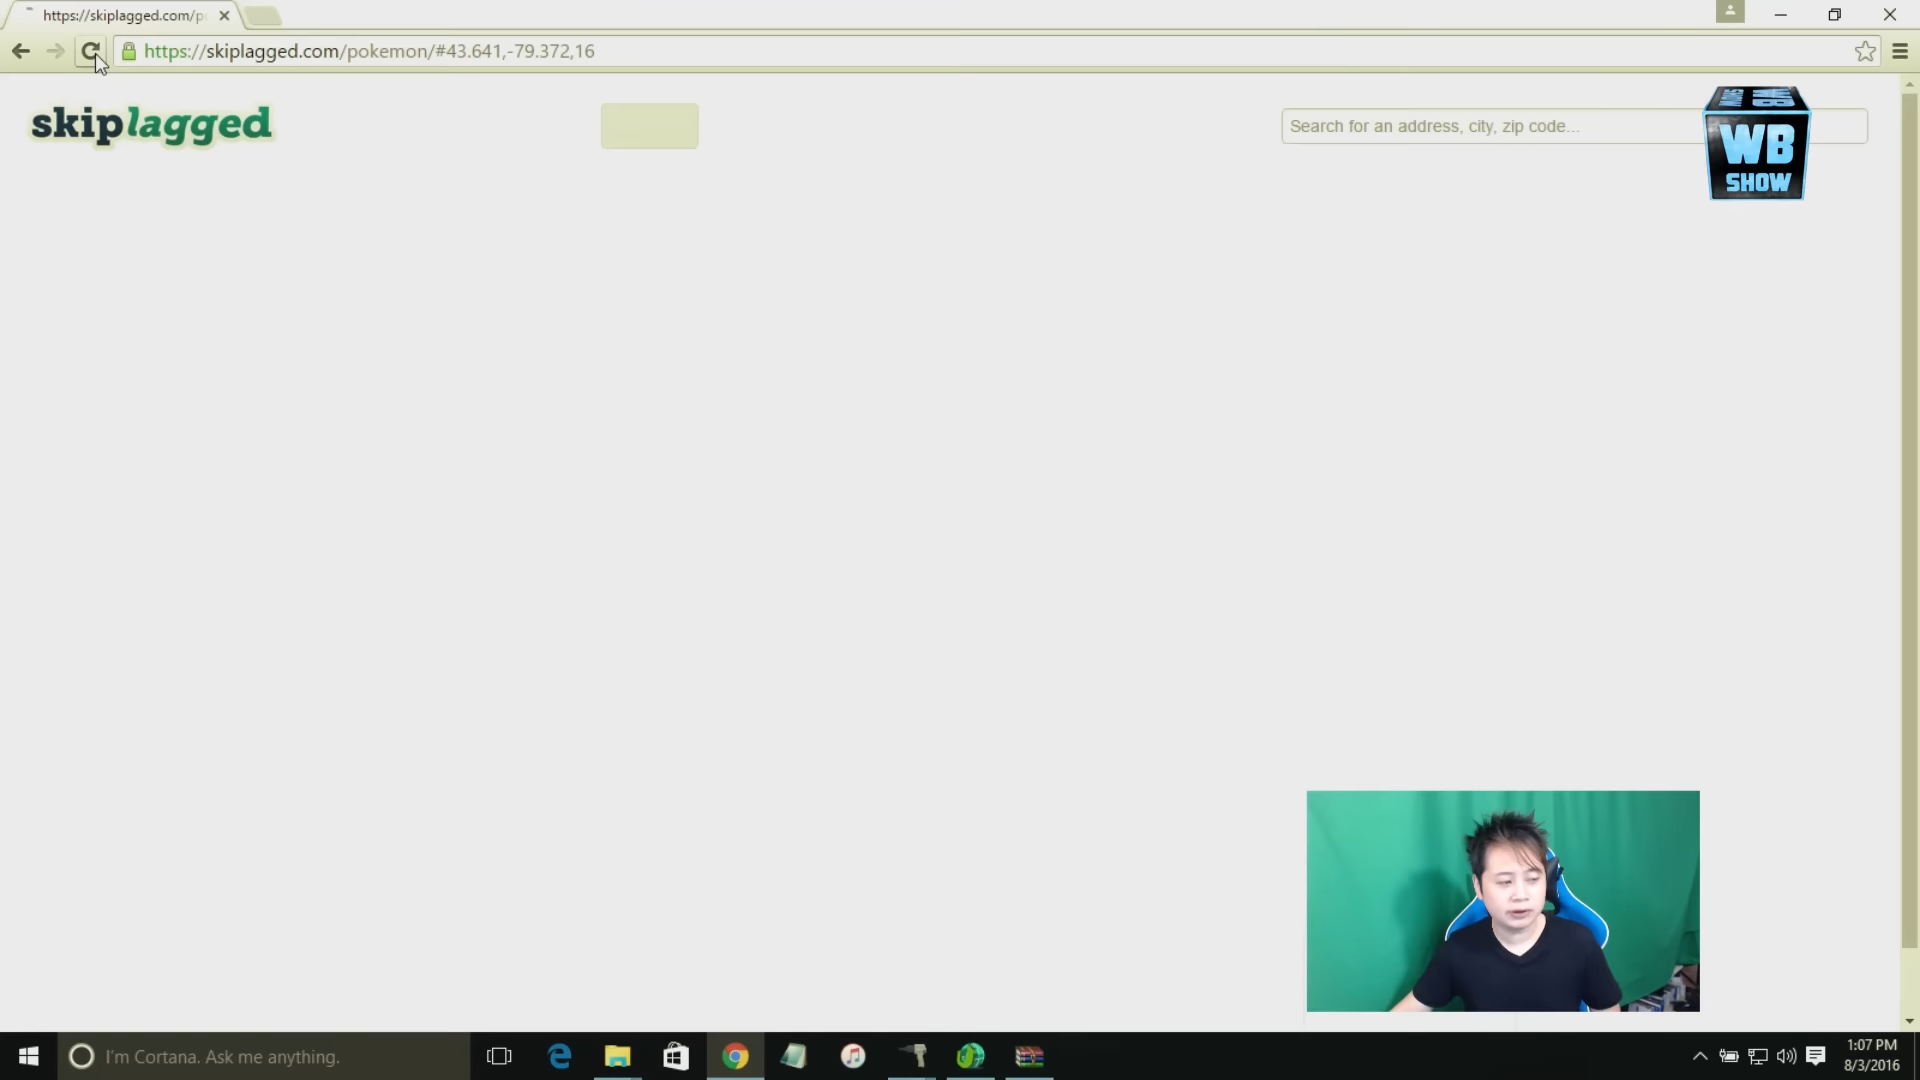 https://skiplagged.com/p
https://skiplagged.com/pokemon/#43.641,-79.372,16
skiplagged
Search for an address, city, zip code...
WB
WB
SHOW
I'm Cortana. Ask me anything.
1:07 PM
8/3/2016